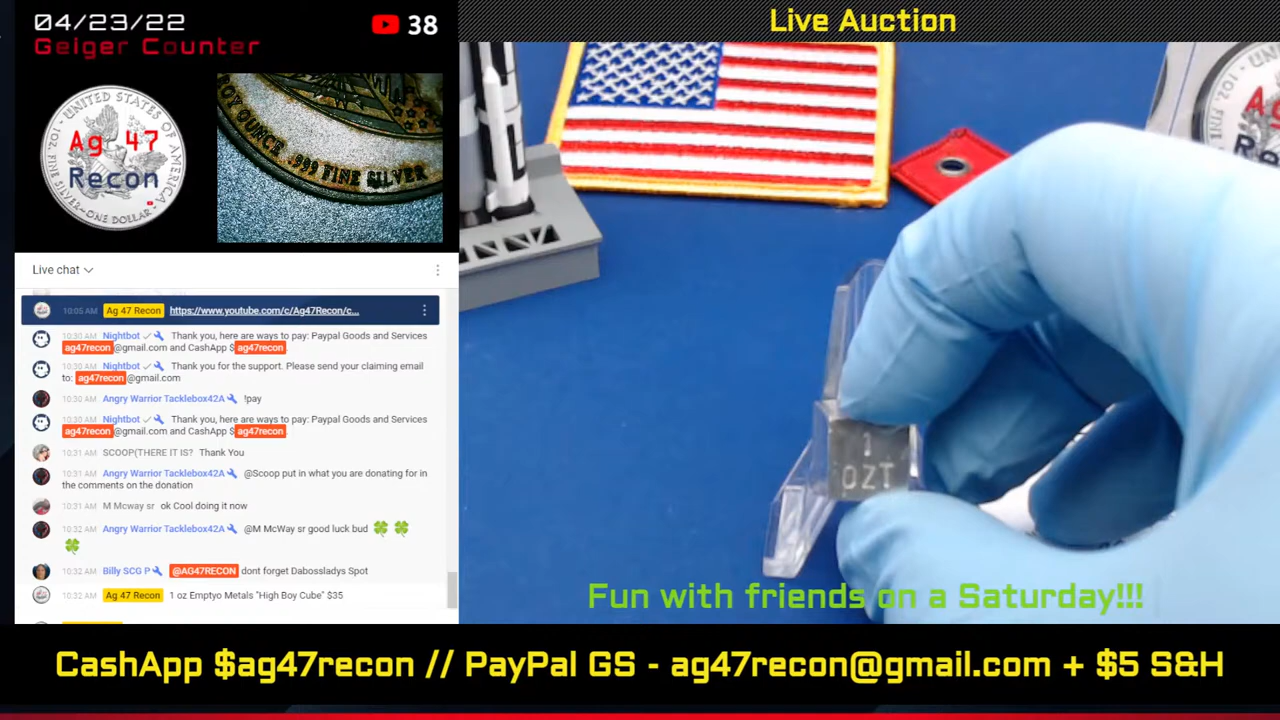 04/23/22
Geiger Counter
38
UNITED STATES OF AMERICA
1 OZ. FINE SILVER~ONE DOLLAR
Ag 47
Recon
OY OUNCE .999 FINE SILVER
Live chat
10:05 AM Ag 47 Recon https://www.youtube.com/c/Ag47Recon/c...
10:30 AM Nightbot Thank you, here are ways to pay: Paypal Goods and Services
ag47recon@gmail.com and CashApp $ag47recon
10:30 AM Nightbot Thank you for the support. Please send your claiming email
to: ag47recon@gmail.com
10:30 AM Angry Warrior Tacklebox42A !pay
10:30 AM Nightbot Thank you, here are ways to pay: Paypal Goods and Services
ag47recon@gmail.com and CashApp $ag47recon
10:31 AM SCOOP(THERE IT IS? Thank You
10:31 AM Angry Warrior Tacklebox42A @Scoop put in what you are donating for in
the comments on the donation
10:31 AM M Mcway sr ok Cool doing it now
10:32 AM Angry Warrior Tacklebox42A @M McWay sr good luck bud 🍀 🍀
🍀
10:32 AM Billy SCG P @AG47RECON dont forget Dabossladys Spot
10:32 AM Ag 47 Recon 1 oz Emptyo Metals "High Boy Cube" $35
Live Auction
1
OZT
Fun with friends on a Saturday!!!
CashApp $ag47recon // PayPal GS - ag47recon@gmail.com + $5 S&H